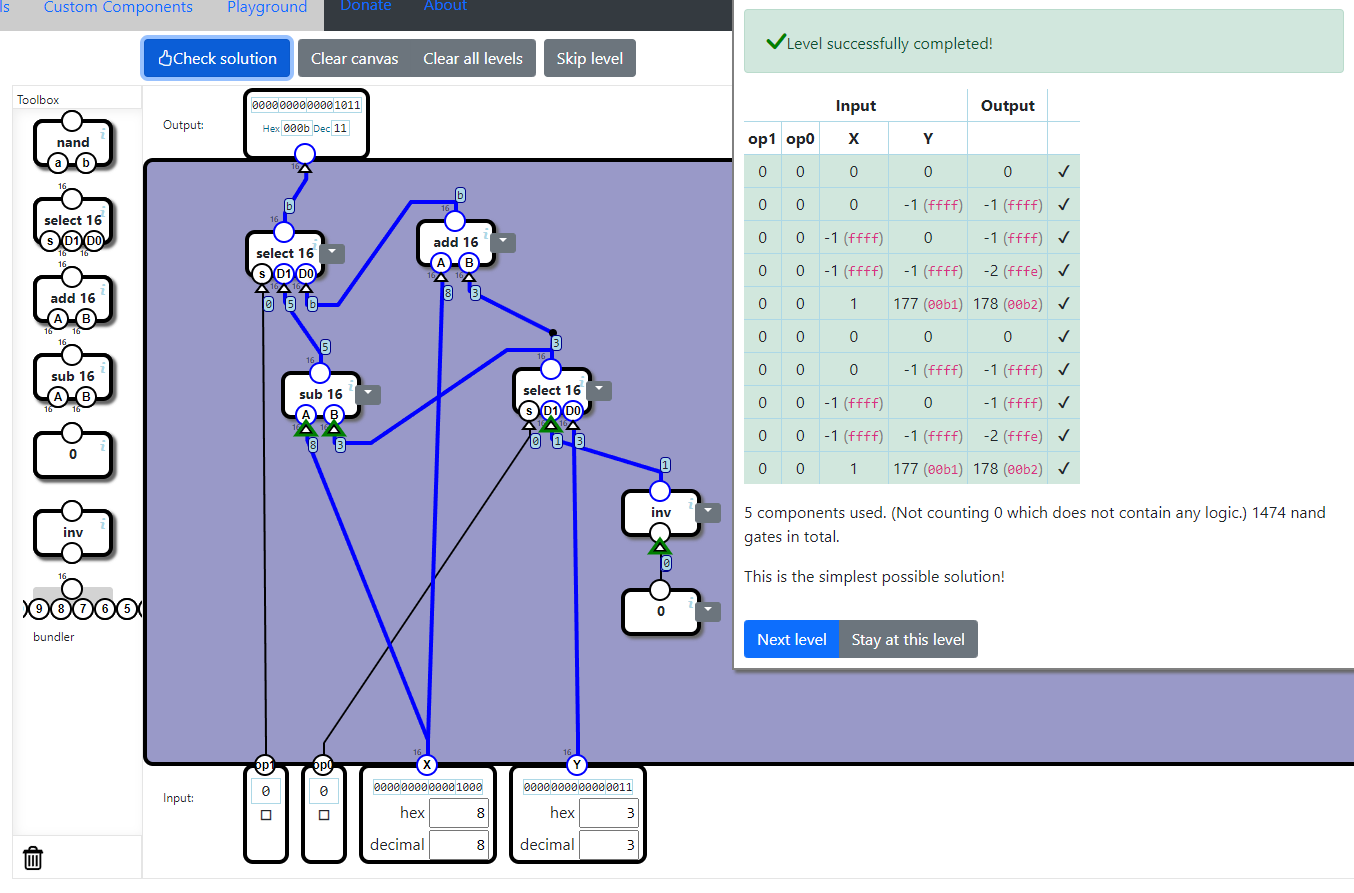 ls Custom Components Playground Donate About
Check solution Clear canvas Clear all levels Skip level
Toolbox
nand
i
a b
16
select 16
i
s D1 D0
16 16
16
add 16
i
A B
16 16
16
sub 16
i
A B
16 16
0
i
inv
i
16
9 8 7 6 5
bundler
Output:
0000000000001011
Hex 000b Dec 11
16
b
16
select 16
i
s D1 D0
16 16
0 5 b
b
16
add 16
i
A B
16 16
8 3
5
16
sub 16
i
A B
16 16
8 3
3
16
select 16
i
s D1 D0
16 16
0 1 3
1
inv
i
0
0
i
16 16
op1 op0 X Y
Input:
0
0
0000000000001000
hex 8
decimal 8
0000000000000011
hex 3
decimal 3
Level successfully completed!
Input Output
op1 op0 X Y
0 0 0 0 0 ✓
0 0 0 -1 (ffff) -1 (ffff) ✓
0 0 -1 (ffff) 0 -1 (ffff) ✓
0 0 -1 (ffff) -1 (ffff) -2 (fffe) ✓
0 0 1 177 (00b1) 178 (00b2) ✓
0 0 0 0 0 ✓
0 0 0 -1 (ffff) -1 (ffff) ✓
0 0 -1 (ffff) 0 -1 (ffff) ✓
0 0 -1 (ffff) -1 (ffff) -2 (fffe) ✓
0 0 1 177 (00b1) 178 (00b2) ✓
5 components used. (Not counting 0 which does not contain any logic.) 1474 nand
gates in total.
This is the simplest possible solution!
Next level Stay at this level